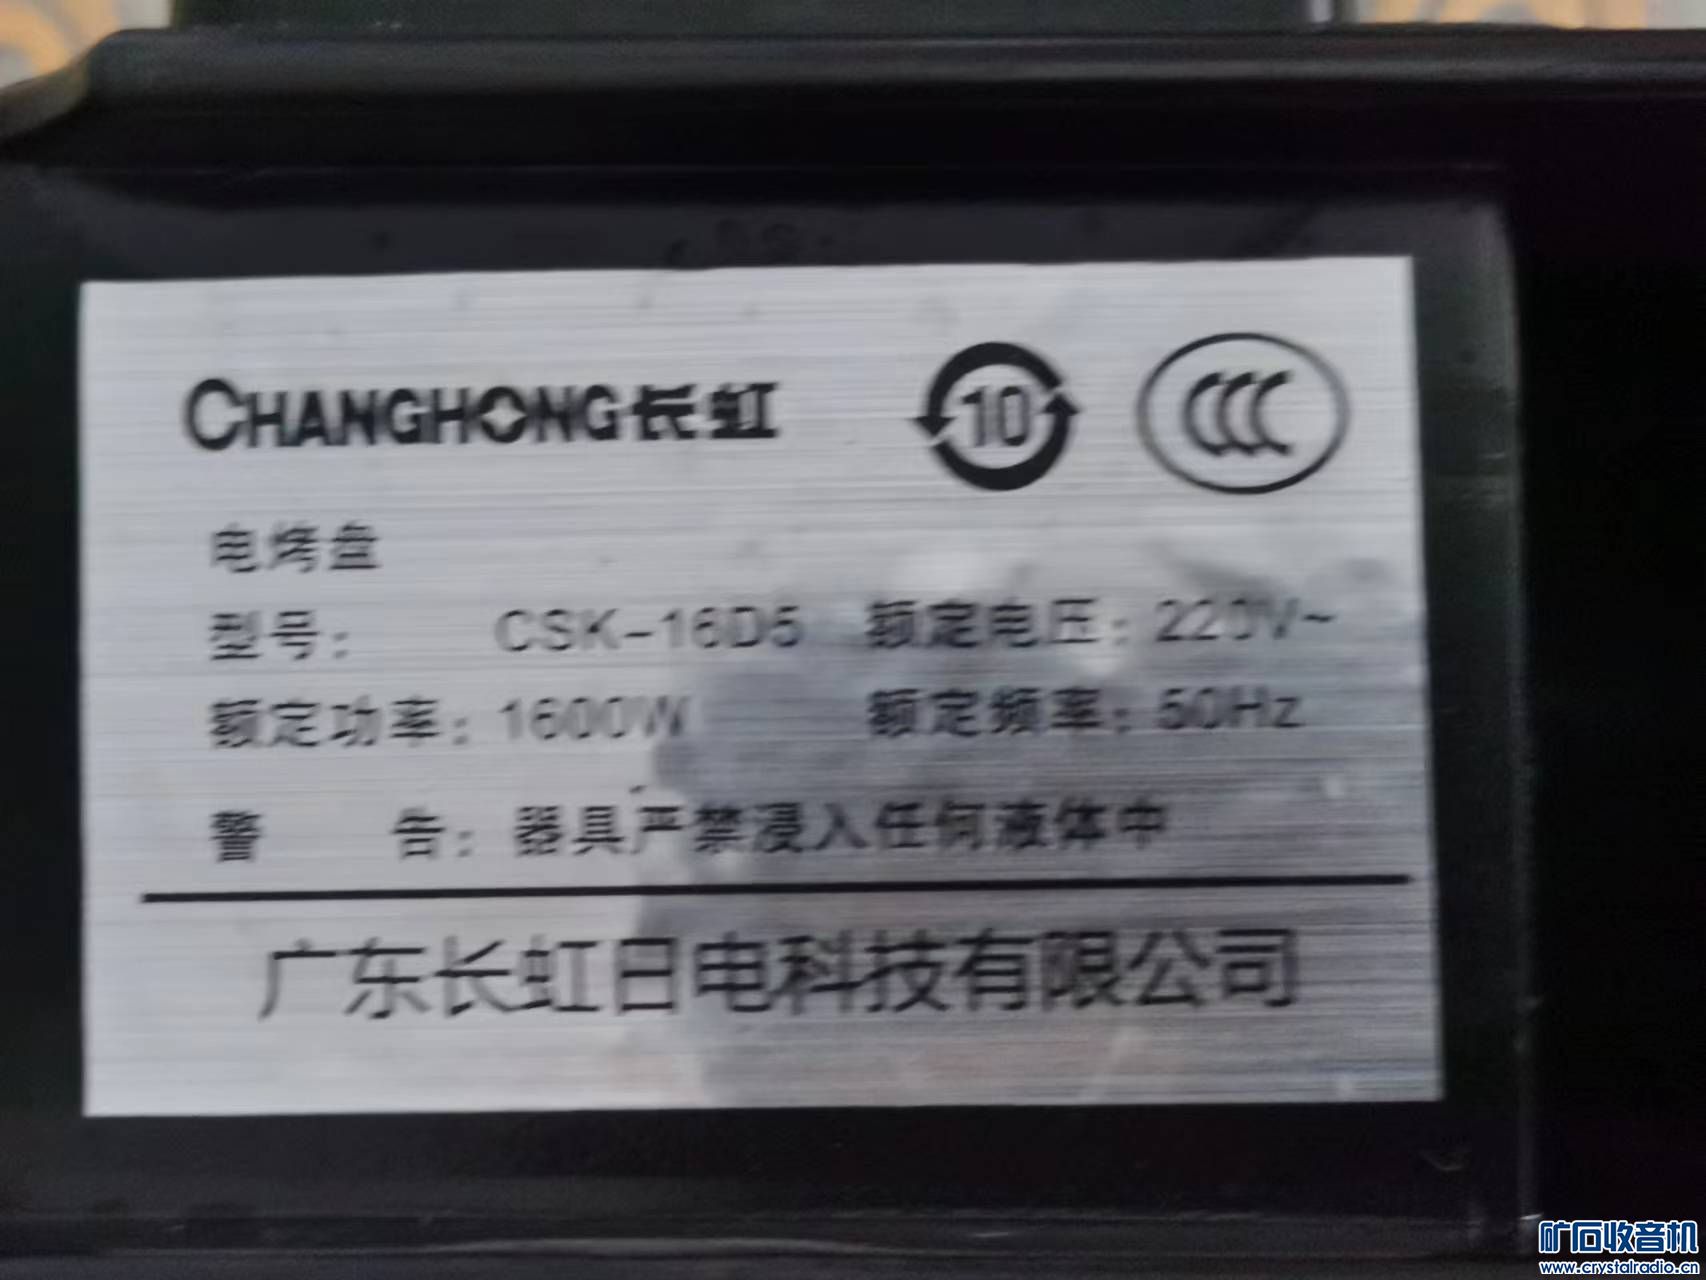 CHANGHONG长虹 10 CCC
电烤盘
型号: CSK-16D5 额定电压: 220V~
额定功率: 1600W 额定频率: 50Hz
警 告: 器具严禁浸入任何液体中
广东长虹日电科技有限公司
矿石收音机
www.crystalradio.cn